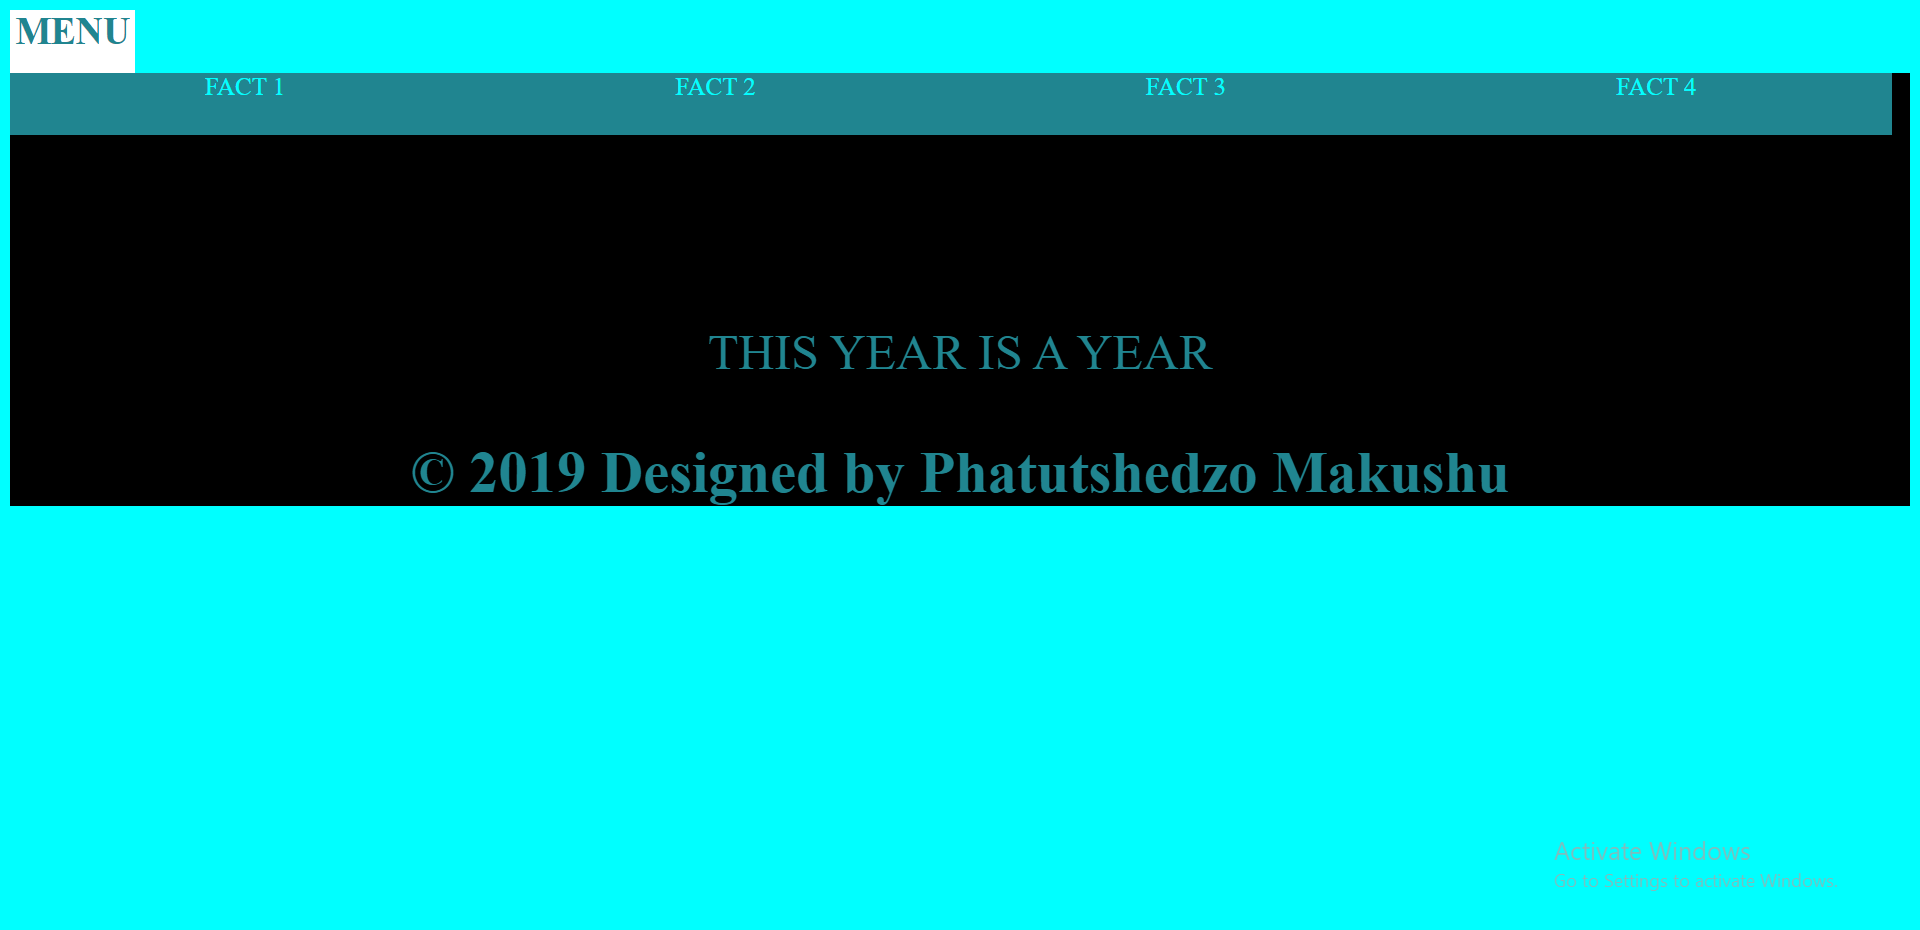 MENU
FACT 1 FACT 2 FACT 3 FACT 4
THIS YEAR IS A YEAR
© 2019 Designed by Phatutshedzo Makushu
Activate Windows
Go to Settings to activate Windows.